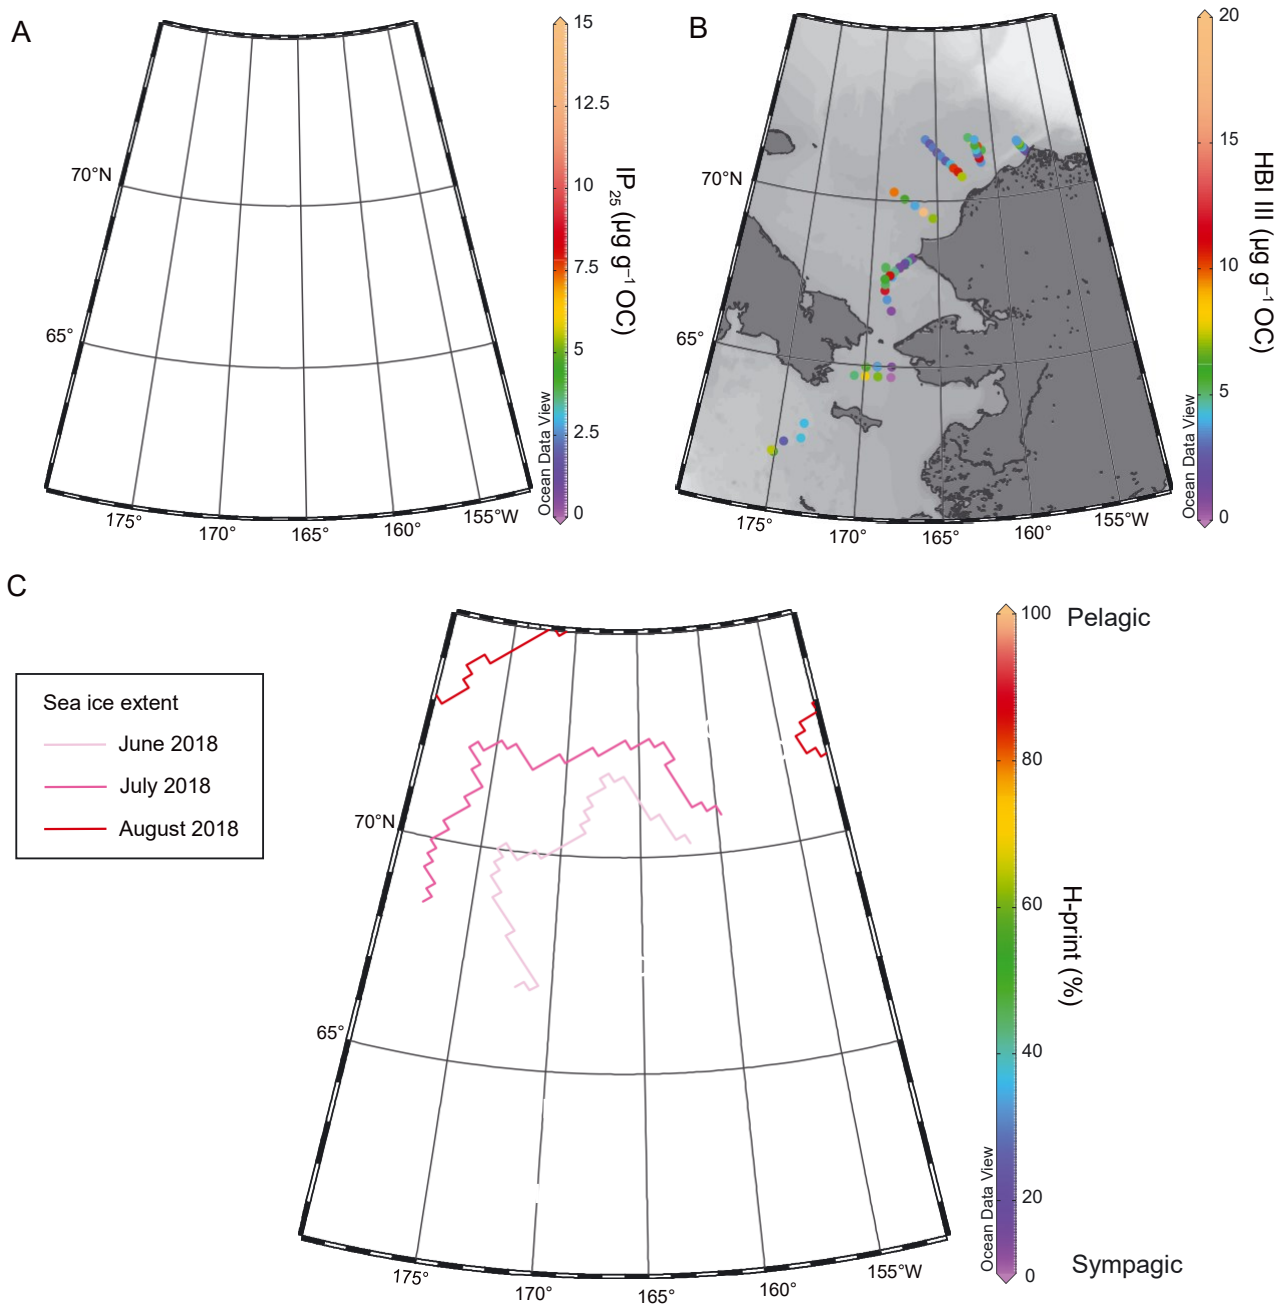 A
15
12.5
10
7.5
5
2.5
0
IP25 (µg g–1 OC)
Ocean Data View
70°N
65°
175°
170°
165°
160°
155°W
B
20
15
10
5
0
HBI III (µg g–1 OC)
Ocean Data View
70°N
65°
175°
170°
165°
160°
155°W
C
Sea ice extent
June 2018
July 2018
August 2018
70°N
65°
175°
170°
165°
160°
155°W
100
80
60
40
20
0
Pelagic
H-print (%)
Sympagic
Ocean Data View